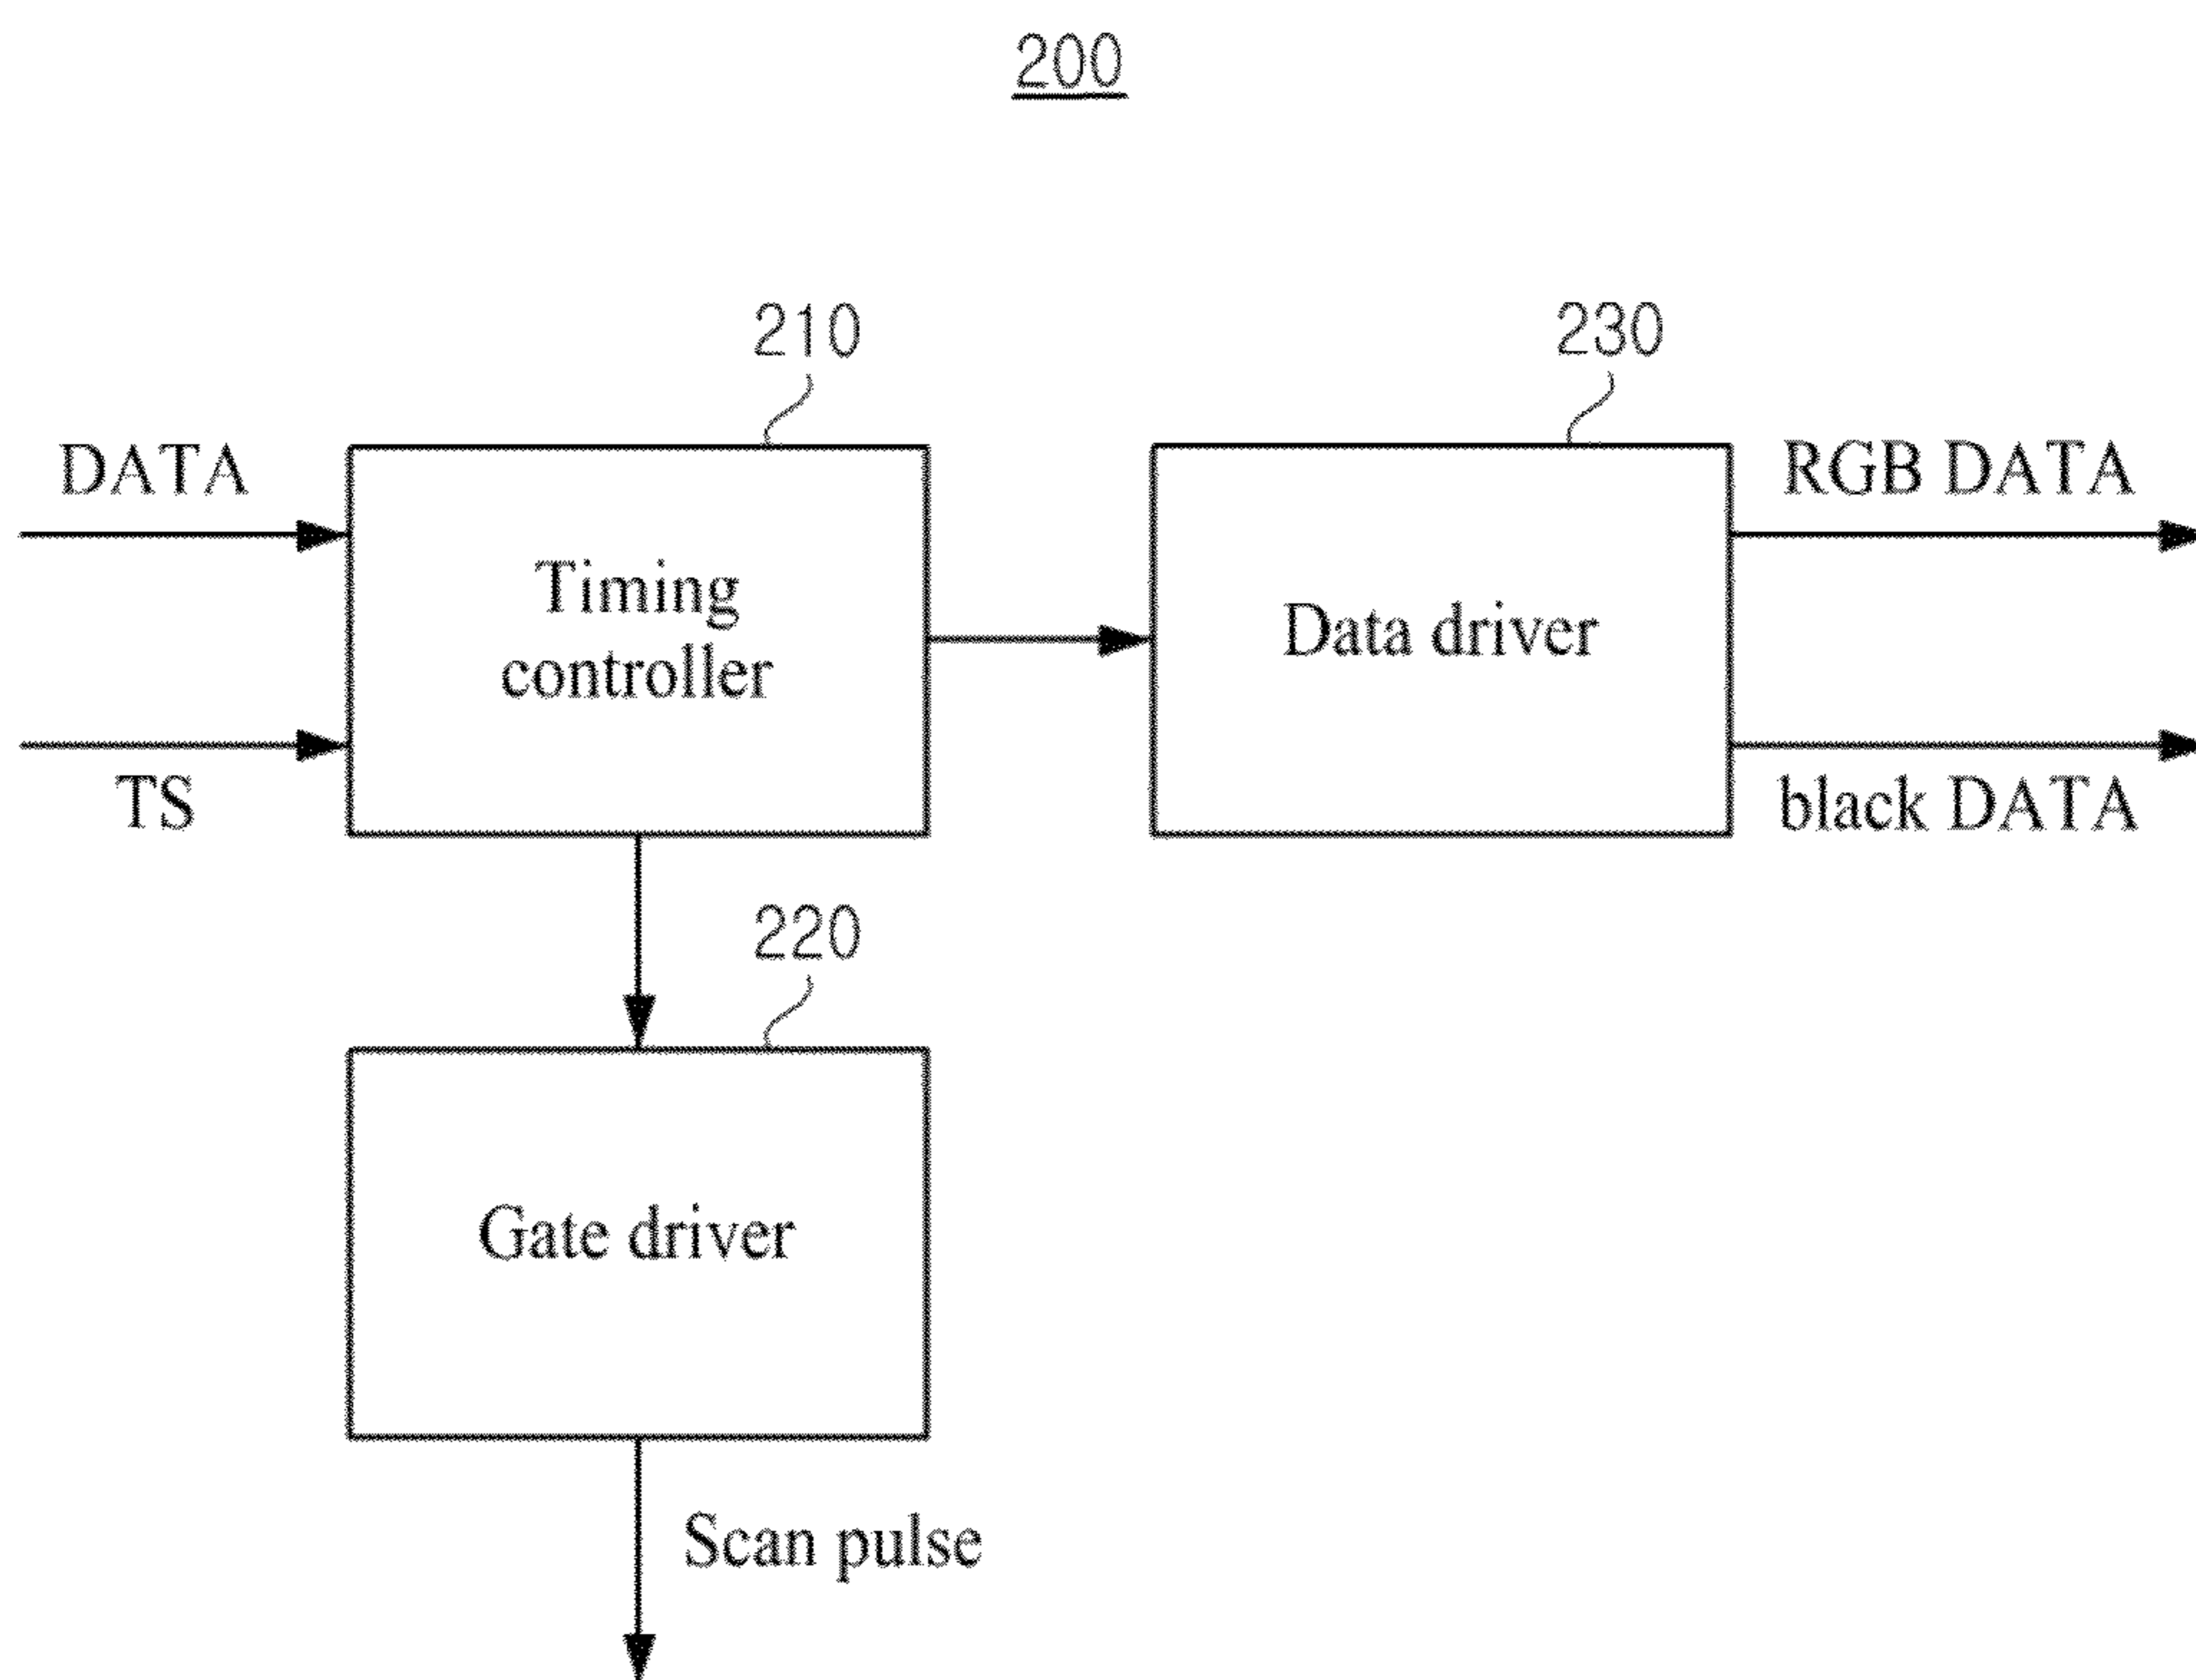 200
210
230
DATA
RGB DATA
Timing
controller
Data driver
TS
black DATA
220
Gate driver
Scan pulse